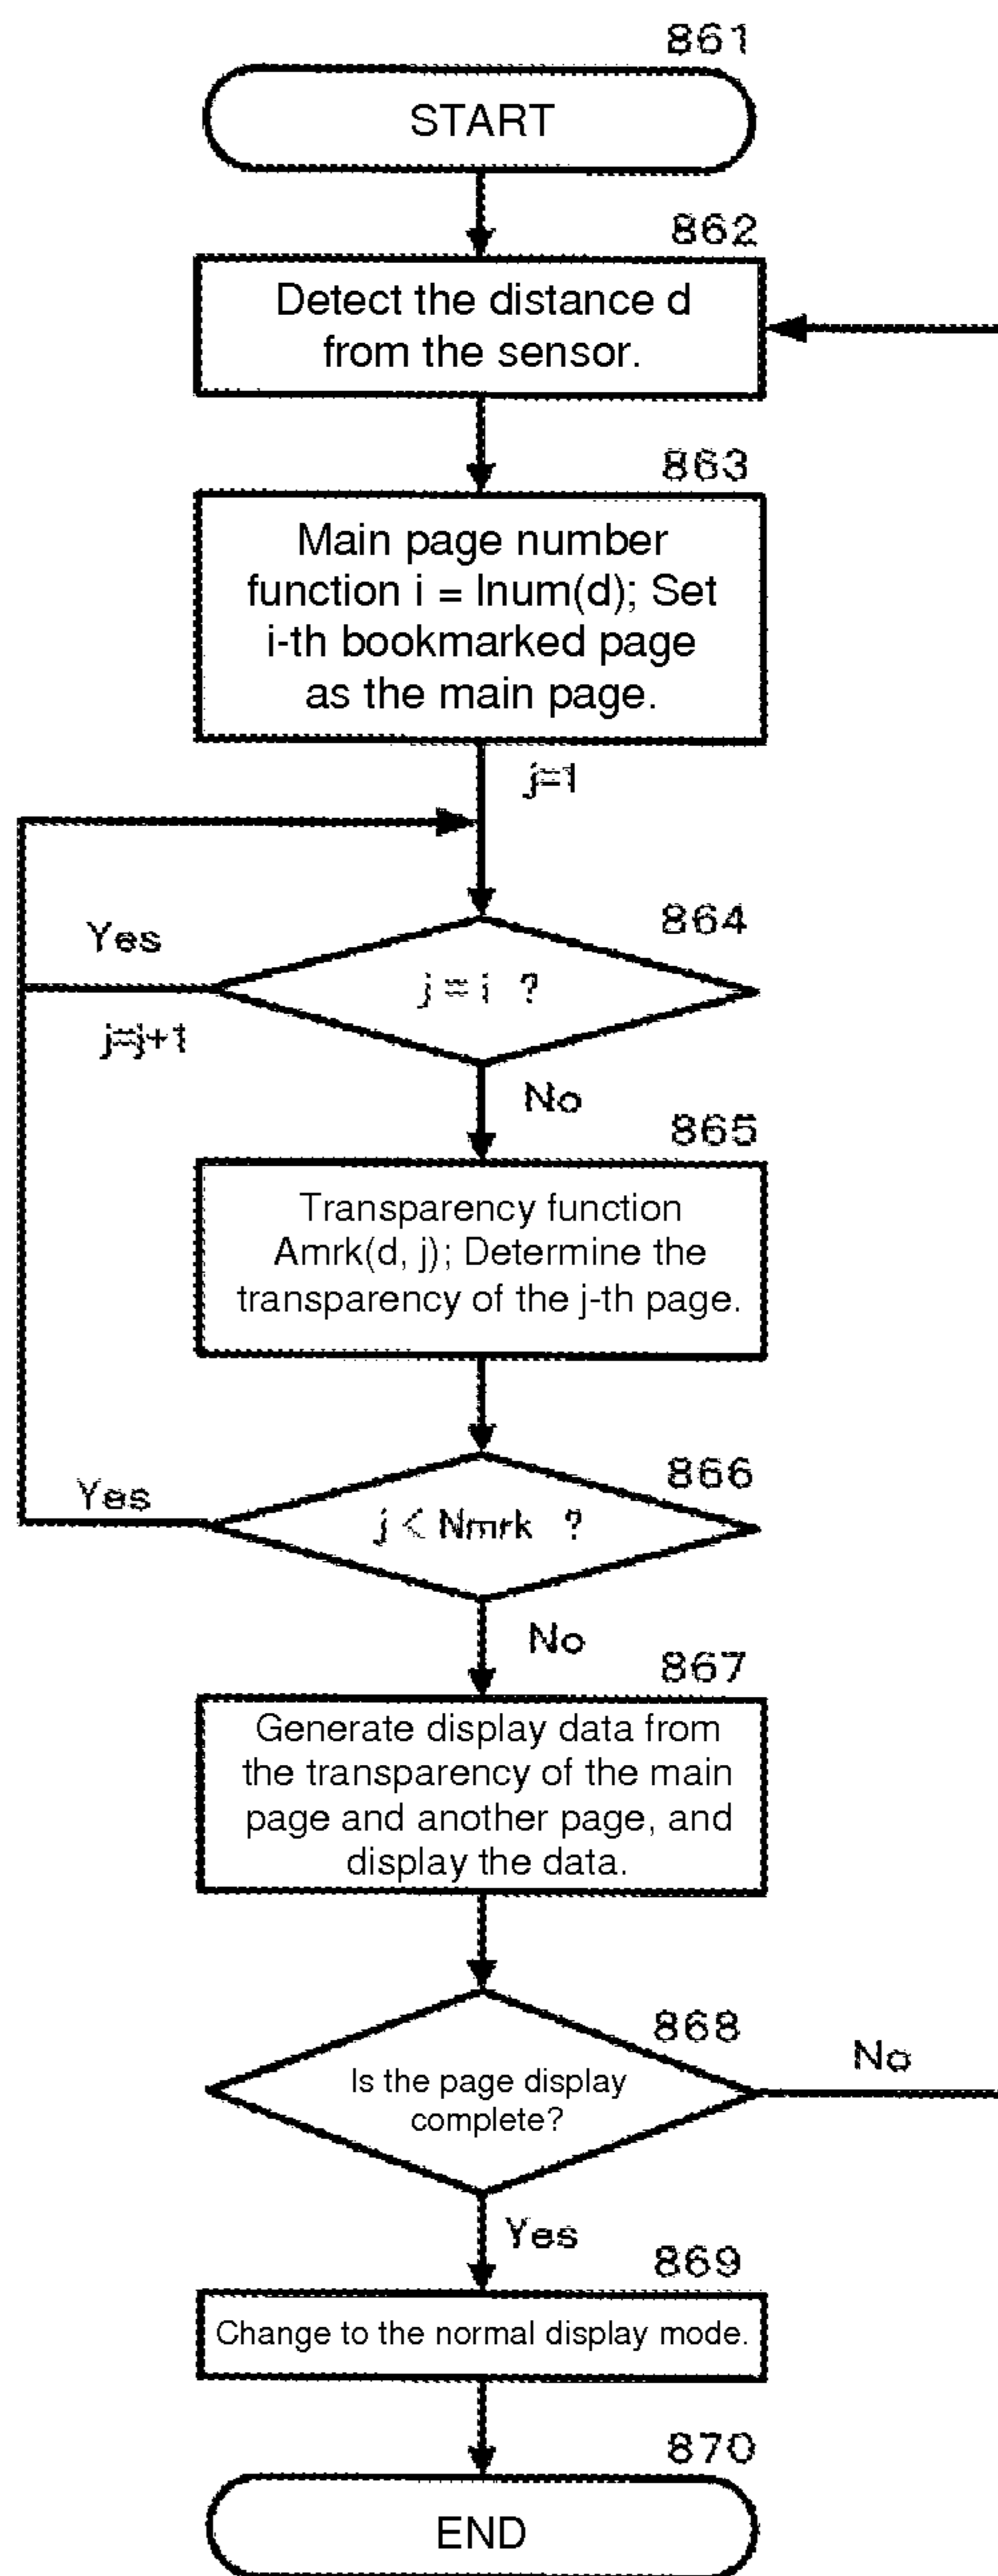 861
START
862
Detect the distance d
from the sensor.
863
Main page number
function i = Inum(d); Set
i-th bookmarked page
as the main page.
j=1
864
Yes
j = i ?
j=j+1
No
865
Transparency function
Amrk(d, j); Determine the
transparency of the j-th page.
866
Yes
j < Nmrk ?
No
867
Generate display data from
the transparency of the main
page and another page, and
display the data.
868
No
Is the page display
complete?
Yes
869
Change to the normal display mode.
870
END